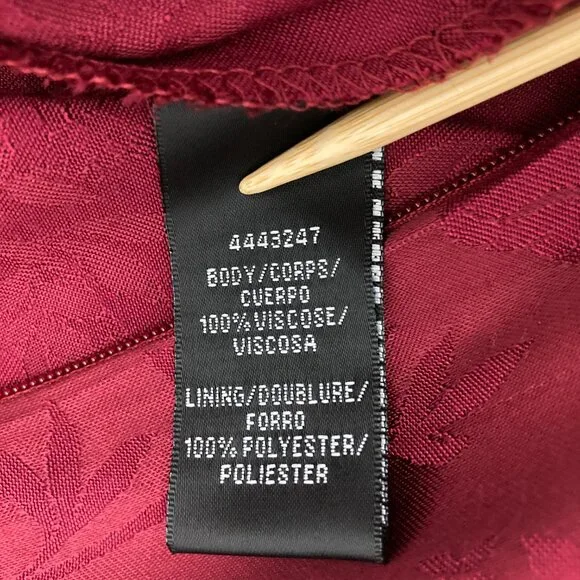 4443247
BODY/CORPS/
CUERPO
100%VISCOSE/
VISCOSA
LINING/DOUBLURE/
FORRO
100% POLYESTER/
POLIESTER